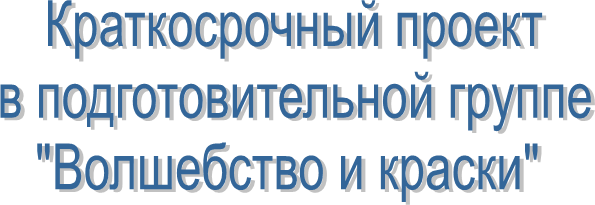 Краткосрочный проект
в подготовительной группе
"Волшебство и краски"